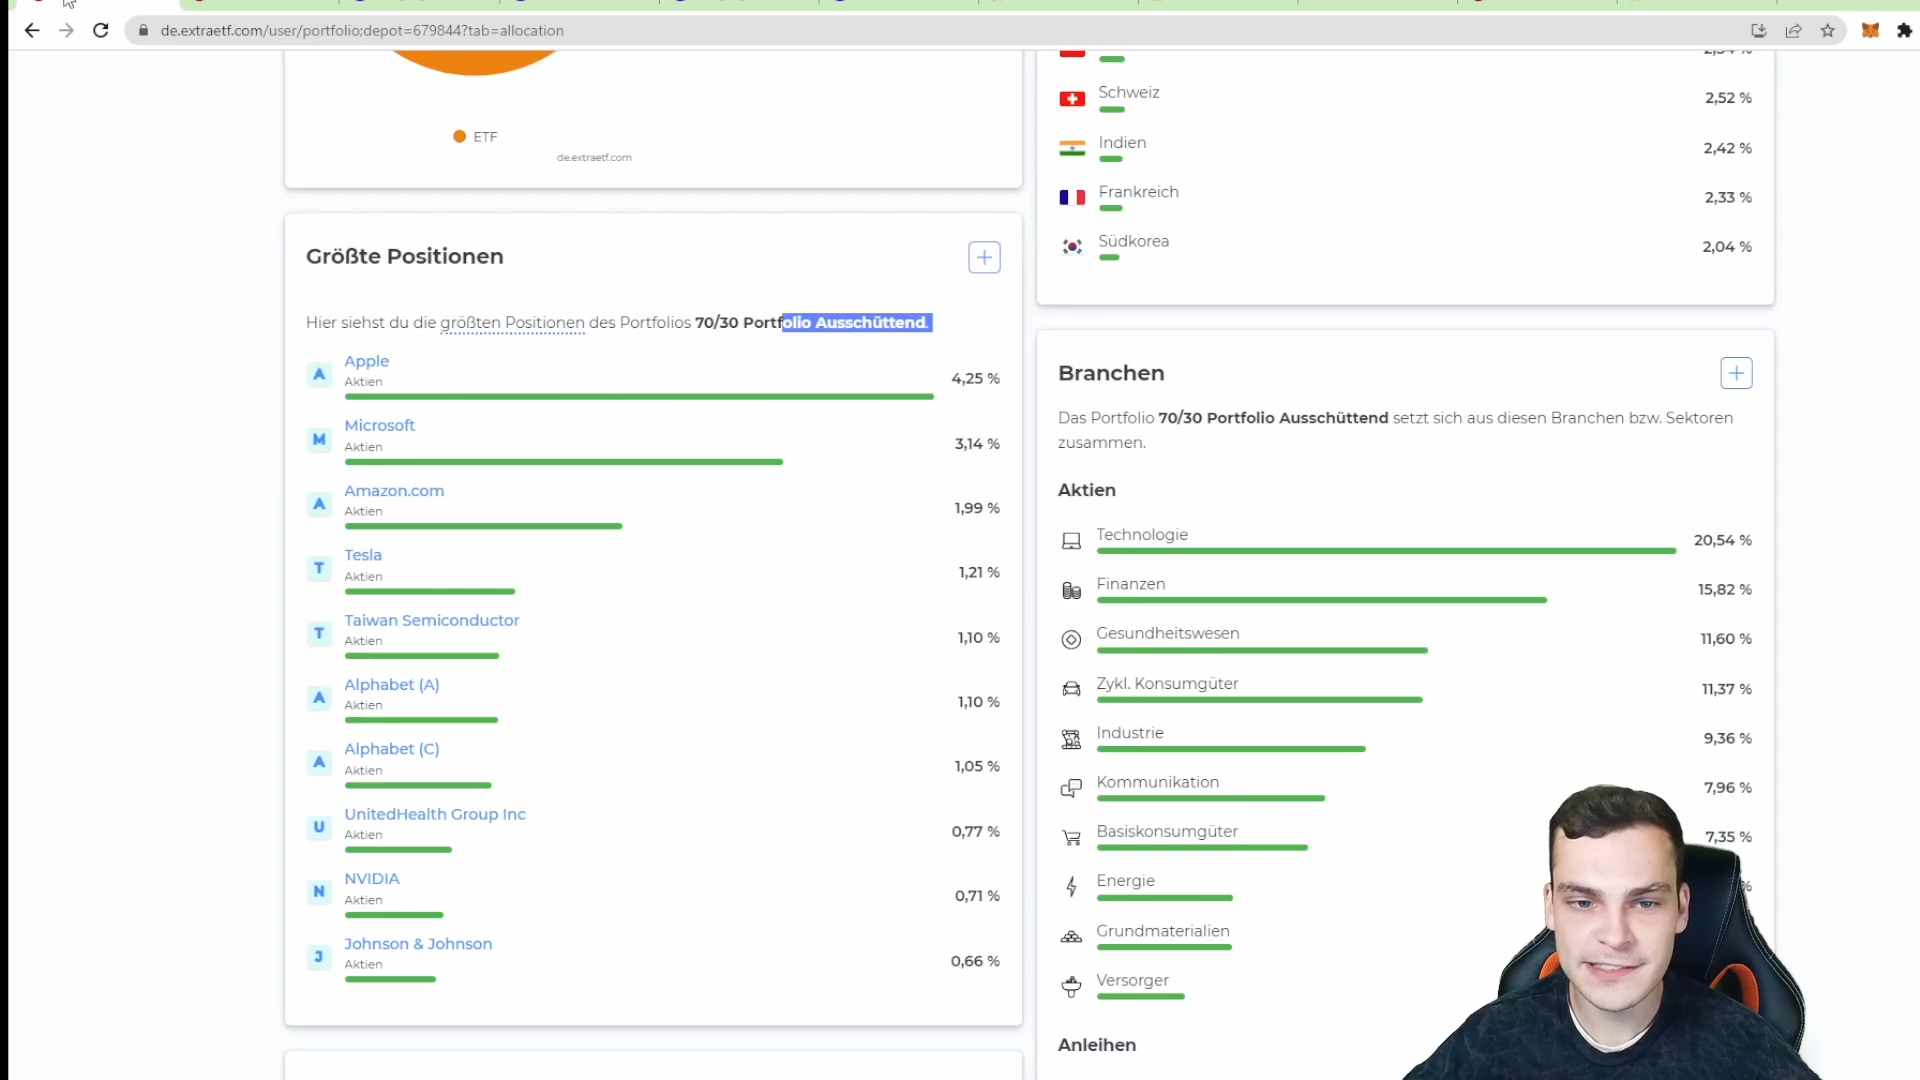 de.extraetf.com/user/portfolio;depot=679844?tab=allocation
ETF
de.extraetf.com
Größte Positionen
Hier siehst du die größten Positionen des Portfolios 70/30 Portfolio Ausschüttend.
A
Apple
Aktien
4,25 %
M
Microsoft
Aktien
3,14 %
A
Amazon.com
Aktien
1,99 %
T
Tesla
Aktien
1,21 %
T
Taiwan Semiconductor
Aktien
1,10 %
A
Alphabet (A)
Aktien
1,10 %
A
Alphabet (C)
Aktien
1,05 %
U
UnitedHealth Group Inc
Aktien
0,77 %
N
NVIDIA
Aktien
0,71 %
J
Johnson & Johnson
Aktien
0,66 %
Schweiz
2,52 %
Indien
2,42 %
Frankreich
2,33 %
Südkorea
2,04 %
Branchen
Das Portfolio 70/30 Portfolio Ausschüttend setzt sich aus diesen Branchen bzw. Sektoren
zusammen.
Aktien
Technologie
20,54 %
Finanzen
15,82 %
Gesundheitswesen
11,60 %
Zykl. Konsumgüter
11,37 %
Industrie
9,36 %
Kommunikation
7,96 %
Basiskonsumgüter
7,35 %
Energie
%
Grundmaterialien
Versorger
Anleihen